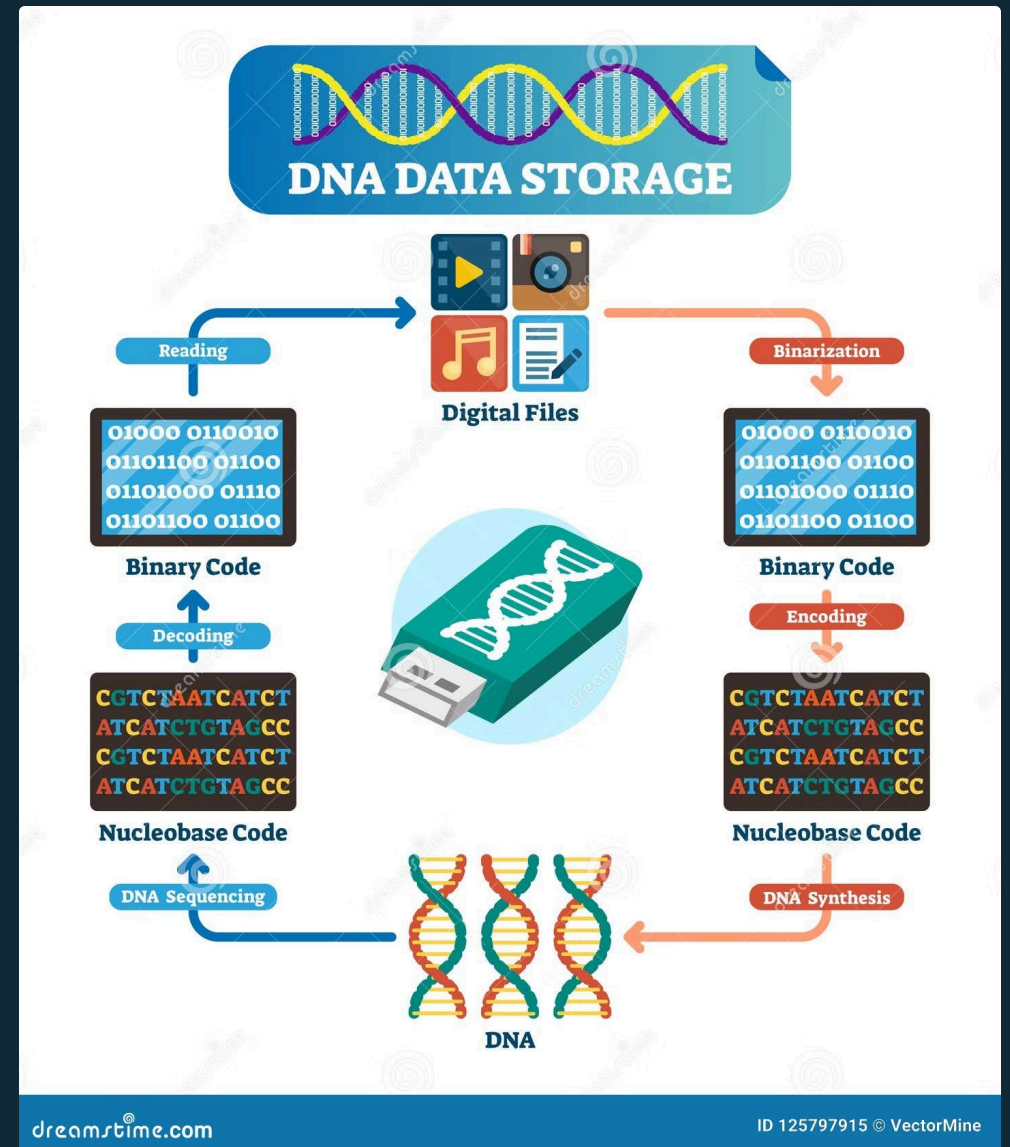 DNA DATA STORAGE
Digital Files
Reading
Binarization
01000 0110010
01101100 01100
01101000 01110
01101100 01100
Binary Code
01000 0110010
01101100 01100
01101000 01110
01101100 01100
Binary Code
Decoding
Encoding
CGTCTAATCATCT
ATCATCTGTAGCC
CGTCTAATCATCT
ATCATCTGTAGCC
Nucleobase Code
CGTCTAATCATCT
ATCATCTGTAGCC
CGTCTAATCATCT
ATCATCTGTAGCC
Nucleobase Code
DNA Sequencing
DNA Synthesis
DNA
dreamstime.com
ID 125797915 © VectorMine